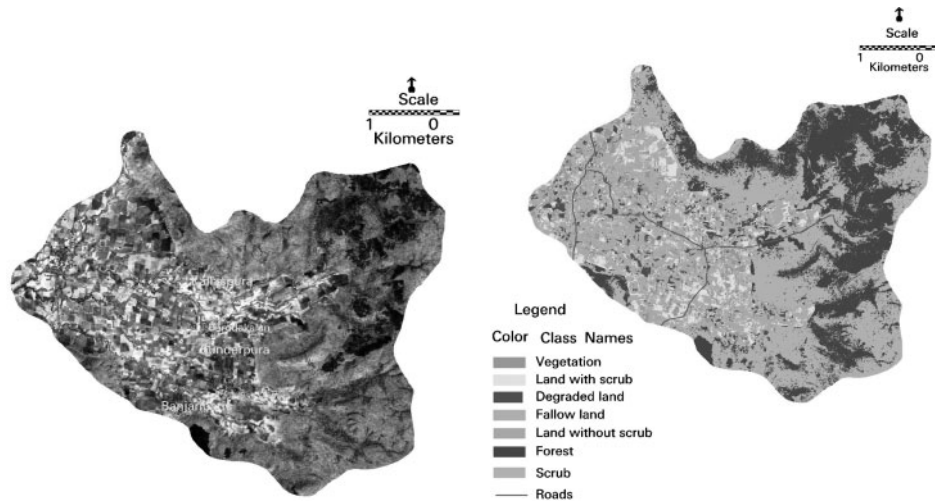 Scale
1 0
Kilometers
Scale
1 0
Kilometers
Legend
Color Class Names
Vegetation
Land with scrub
Degraded land
Fallow land
Land without scrub
Forest
Scrub
Roads